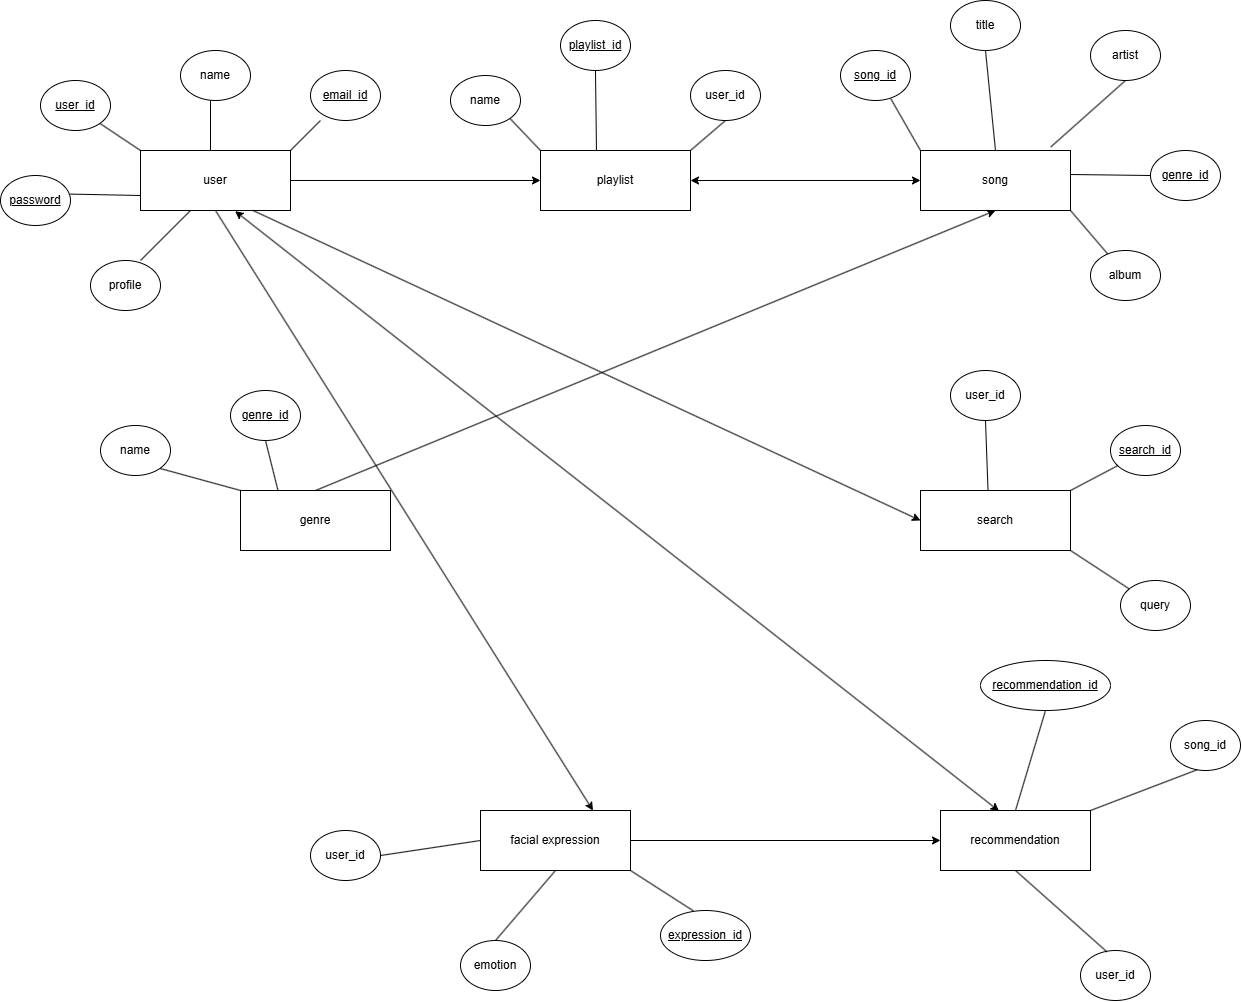 title
playlist_id
artist
name
song_id
user_id
email_id
name
user_id
user
playlist
song
genre_id
password
album
profile
user_id
genre_id
name
search_id
genre
search
query
recommendation_id
song_id
facial expression
recommendation
user_id
expression_id
emotion
user_id